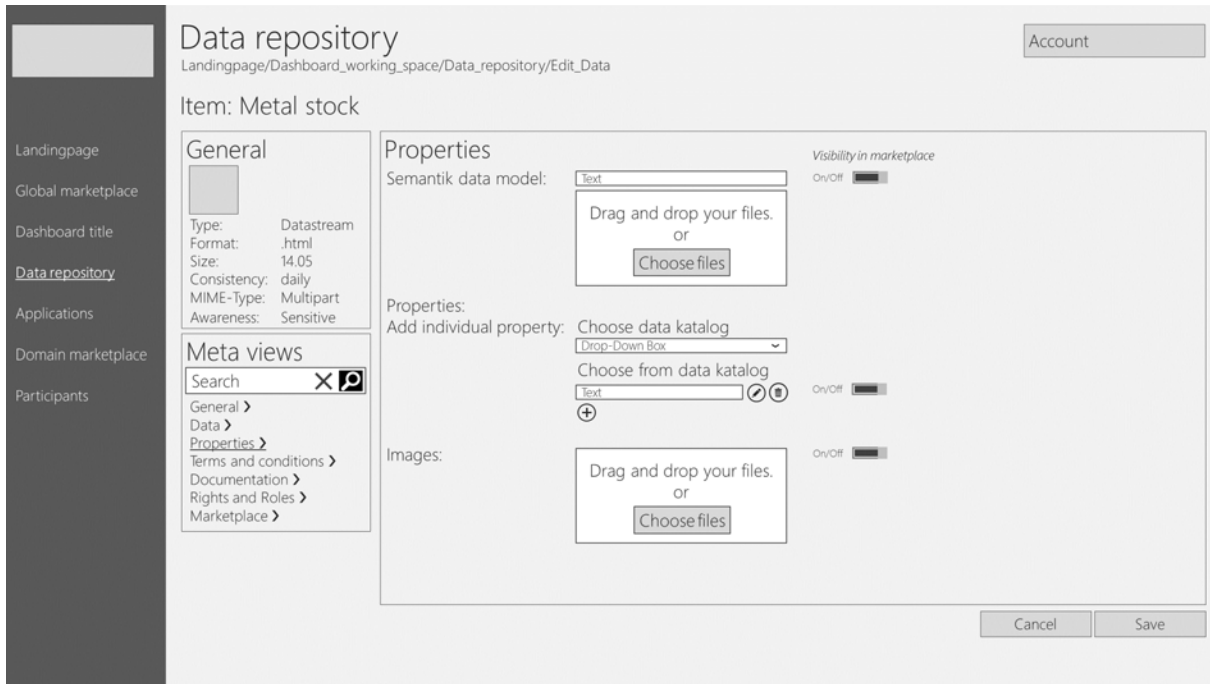 Data repository
Landingpage/Dashboard_working_space/Data_repository/Edit_Data
Account
Item: Metal stock
Landingpage
Global marketplace
Dashboard title
Data repository
Applications
Domain marketplace
Participants
General
Type: Datastream
Format: .html
Size: 14.05
Consistency: daily
MIME-Type: Multipart
Awareness: Sensitive
Meta views
Search
General
Data
Properties
Terms and conditions
Documentation
Rights and Roles
Marketplace
Properties
Visibility in marketplace
Semantik data model: Text On/Off
Drag and drop your files.
or
Choose files
Properties:
Add individual property: Choose data katalog
Drop-Down Box
Choose from data katalog
Text On/Off
Images: On/Off
Drag and drop your files.
or
Choose files
Cancel Save